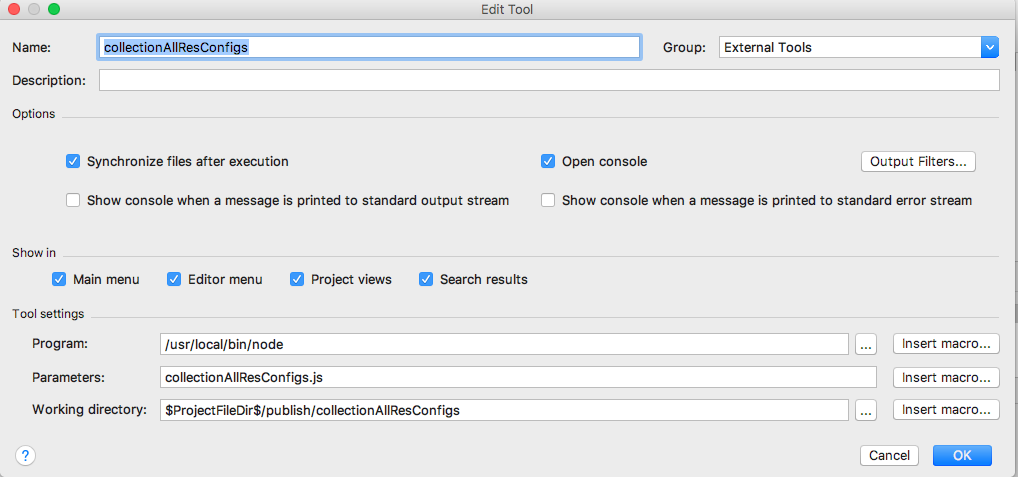 Edit Tool
Name: collectionAllResConfigs Group: External Tools
Description:
Options
Synchronize files after execution Open console Output Filters...
Show console when a message is printed to standard output stream Show console when a message is printed to standard error stream
Show in
Main menu Editor menu Project views Search results
Tool settings
Program: /usr/local/bin/node ... Insert macro...
Parameters: collectionAllResConfigs.js Insert macro...
Working directory: $ProjectFileDir$/publish/collectionAllResConfigs ... Insert macro...
? Cancel OK